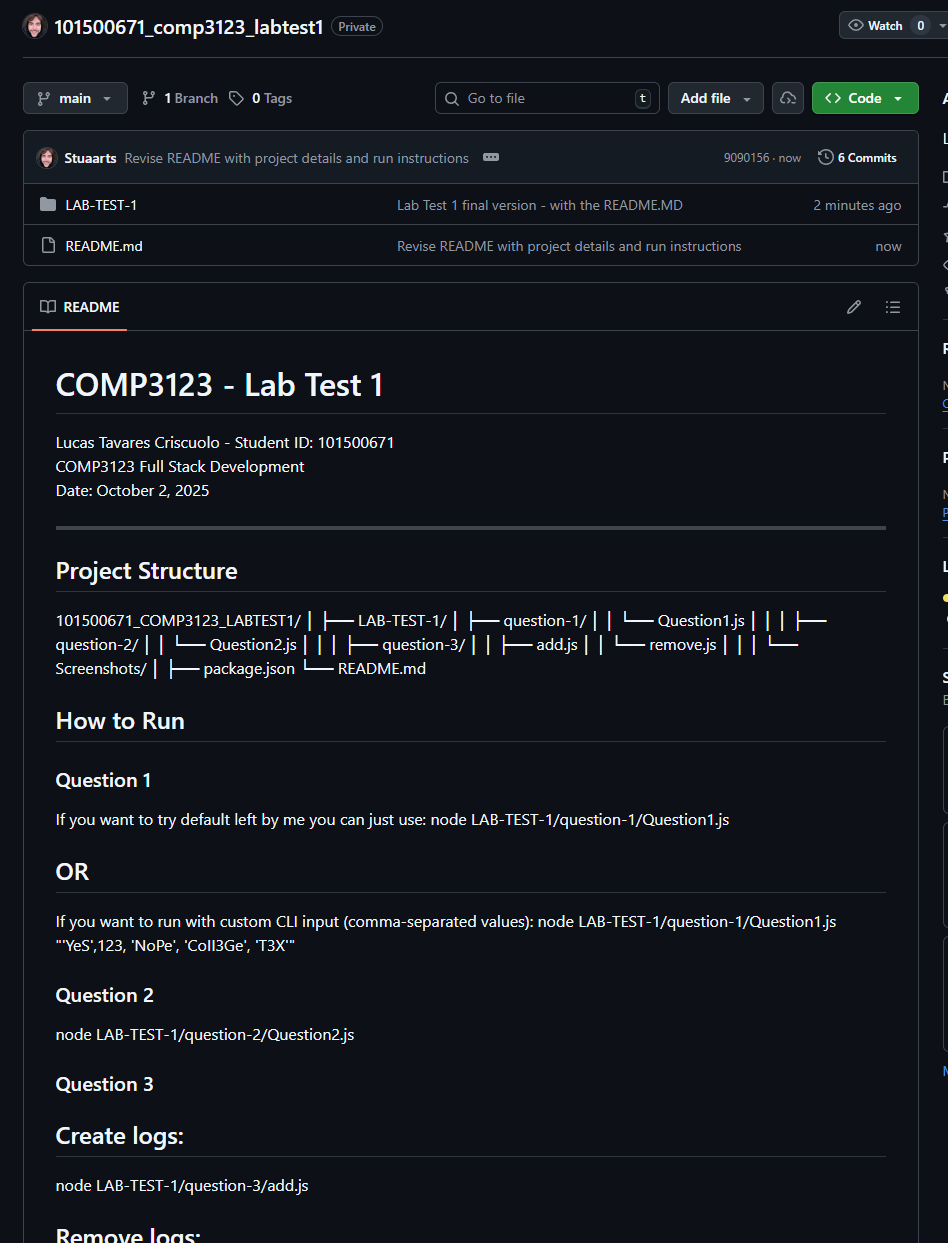 101500671_comp3123_labtest1 Private
Watch 0
main 1 Branch 0 Tags
Go to file t Add file Code
Stuaarts Revise README with project details and run instructions 9090156 · now 6 Commits
LAB-TEST-1 Lab Test 1 final version - with the README.MD 2 minutes ago
README.md Revise README with project details and run instructions now
README
COMP3123 - Lab Test 1
Lucas Tavares Criscuolo - Student ID: 101500671
COMP3123 Full Stack Development
Date: October 2, 2025
Project Structure
101500671_COMP3123_LABTEST1/ │ ├── LAB-TEST-1/ │ ├── question-1/ │ │ └── Question1.js │ │ │ ├──
question-2/ │ │ └── Question2.js │ │ │ ├── question-3/ │ │ ├── add.js │ │ └── remove.js │ │ │ └──
Screenshots/ │ ├── package.json └── README.md
How to Run
Question 1
If you want to try default left by me you can just use: node LAB-TEST-1/question-1/Question1.js
OR
If you want to run with custom CLI input (comma-separated values): node LAB-TEST-1/question-1/Question1.js
"'YeS',123, 'NoPe', 'Coll3Ge', 'T3X'"
Question 2
node LAB-TEST-1/question-2/Question2.js
Question 3
Create logs:
node LAB-TEST-1/question-3/add.js
Remove logs: